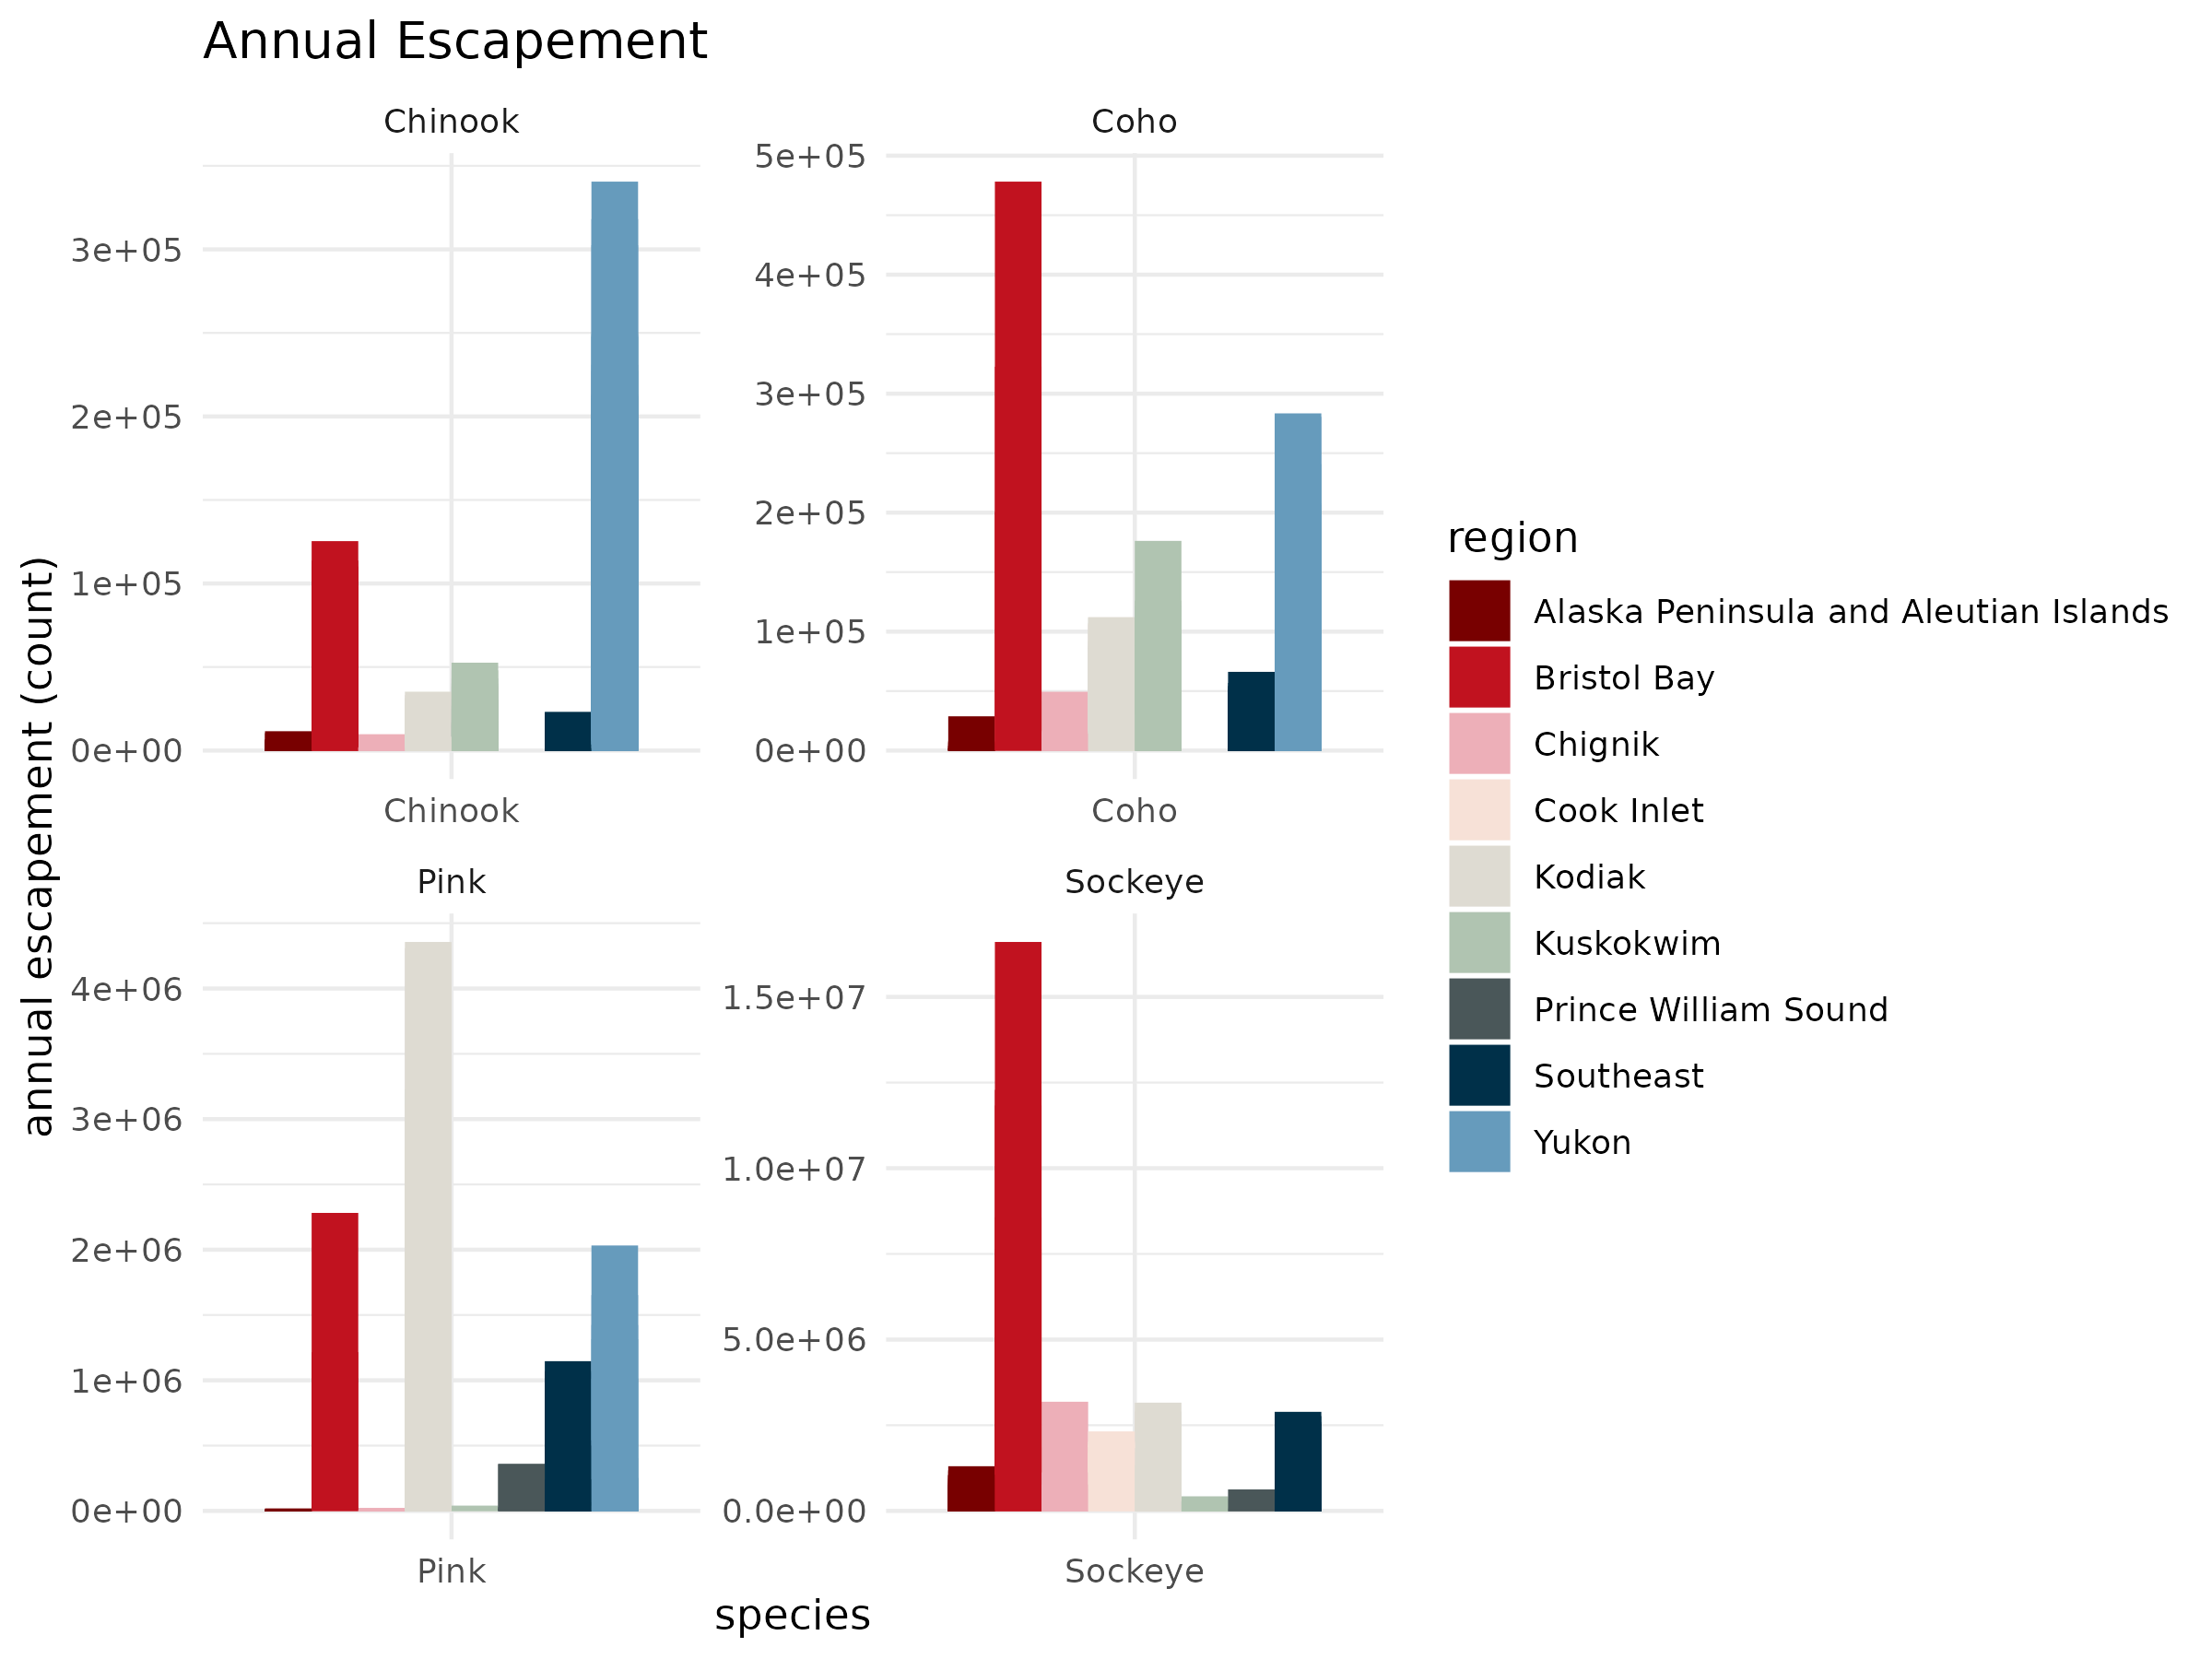 Annual Escapement
Chinook
3e+05
2e+05
1e+05
0e+00
Chinook
Coho
5e+05
4e+05
3e+05
2e+05
1e+05
0e+00
Coho
Pink
4e+06
3e+06
2e+06
1e+06
0e+00
Pink
Sockeye
1.5e+07
1.0e+07
5.0e+06
0.0e+00
Sockeye
annual escapement (count)
species
region
Alaska Peninsula and Aleutian Islands
Bristol Bay
Chignik
Cook Inlet
Kodiak
Kuskokwim
Prince William Sound
Southeast
Yukon